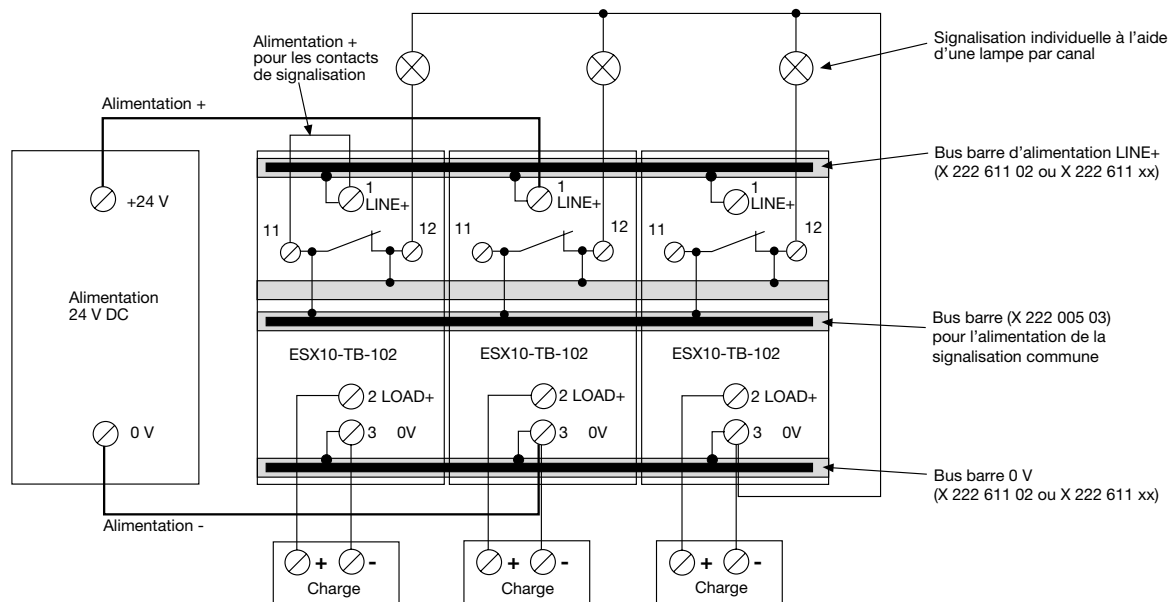 Alimentation +
pour les contacts
de signalisation
Signalisation individuelle à l'aide
d'une lampe par canal
Alimentation +
Bus barre d'alimentation LINE+
(X 222 611 02 ou X 222 611 xx)
+24 V
1
LINE+
1
LINE+
1
LINE+
11
12
11
12
11
12
Alimentation
24 V DC
Bus barre (X 222 005 03)
pour l'alimentation de la
signalisation commune
ESX10-TB-102
ESX10-TB-102
ESX10-TB-102
2 LOAD+
2 LOAD+
2 LOAD+
0 V
3 0V
3 0V
3 0V
Bus barre 0 V
(X 222 611 02 ou X 222 611 xx)
Alimentation -
+ -
Charge
+ -
Charge
+ -
Charge